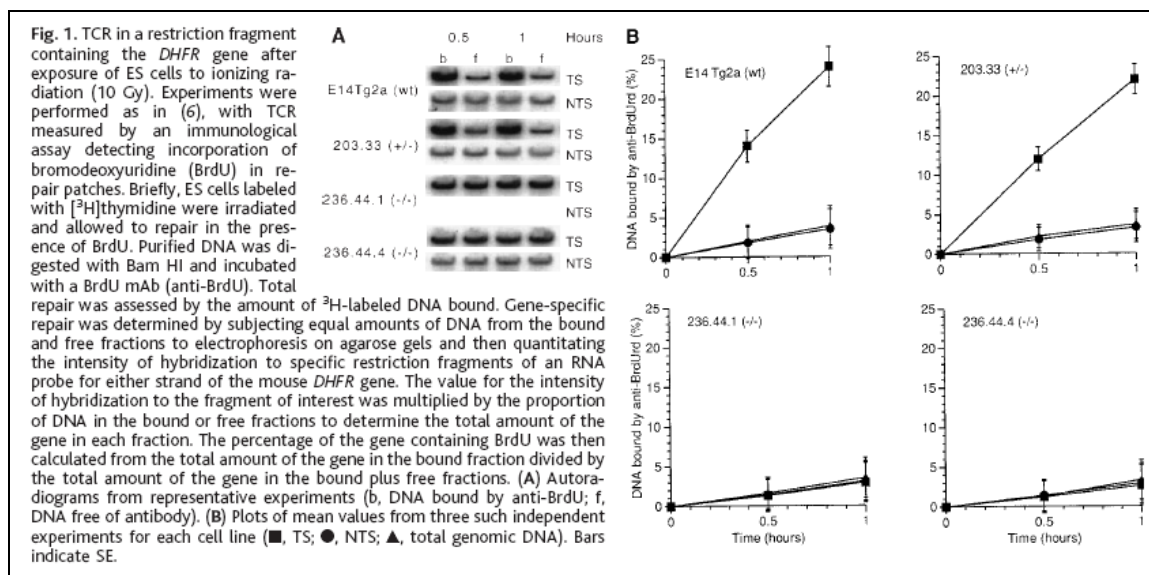 Fig. 1. TCR in a restriction fragment
containing the DHFR gene after
exposure of ES cells to ionizing ra-
diation (10 Gy). Experiments were
performed as in (6), with TCR
measured by an immunological
assay detecting incorporation of
bromodeoxyuridine (BrdU) in re-
pair patches. Briefly, ES cells labeled
with [³H]thymidine were irradiated
and allowed to repair in the pres-
ence of BrdU. Purified DNA was di-
gested with Bam HI and incubated
with a BrdU mAb (anti-BrdU). Total
repair was assessed by the amount of ³H-labeled DNA bound. Gene-specific
repair was determined by subjecting equal amounts of DNA from the bound
and free fractions to electrophoresis on agarose gels and then quantitating
the intensity of hybridization to specific restriction fragments of an RNA
probe for either strand of the mouse DHFR gene. The value for the intensity
of hybridization to the fragment of interest was multiplied by the proportion
of DNA in the bound or free fractions to determine the total amount of the
gene in each fraction. The percentage of the gene containing BrdU was then
calculated from the total amount of the gene in the bound fraction divided by
the total amount of the gene in the bound plus free fractions. (A) Autora-
diograms from representative experiments (b, DNA bound by anti-BrdU; f,
DNA free of antibody). (B) Plots of mean values from three such independent
experiments for each cell line (■, TS; ●, NTS; ▲, total genomic DNA). Bars
indicate SE.
A
0.5 1 Hours
b f b f
E14Tg2a (wt)
TS
NTS
203.33 (+/-)
TS
NTS
236.44.1 (-/-)
TS
NTS
236.44.4 (-/-)
TS
NTS
B
DNA bound by anti-BrdUrd (%)
25
20
15
10
5
0
E14 Tg2a (wt)
0 0.5 1
25
20
15
10
5
0
203.33 (+/-)
0 0.5 1
DNA bound by anti-BrdUrd (%)
25
20
15
10
5
0
236.44.1 (-/-)
0 0.5 1
Time (hours)
25
20
15
10
5
0
236.44.4 (-/-)
0 0.5 1
Time (hours)